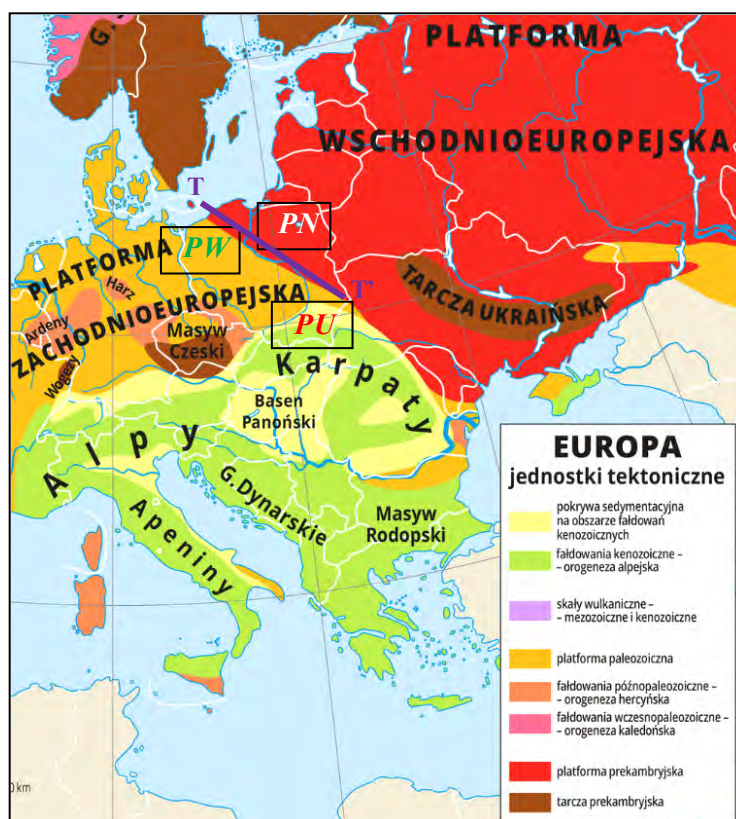 G.
PLATFORMA
WSCHODNIOEUROPEJSKA
T
PN
PW
PLATFORMA
T'
TARCZA UKRAIŃSKA
Harz
ZACHODNIOEUROPEJSKA
PU
Ardeny
Masyw
Czeski
Wogezy
Karpaty
Basen
Panoński
Alpy
G.Dynarskie
Masyw
Rodopski
Apeniny
EUROPA
jednostki tektoniczne
pokrywa sedymentacyjna
na obszarze fałdowań
kenozoicznych
fałdowania kenozoiczne –
– orogeneza alpejska
skały wulkaniczne –
– mezozoiczne i kenozoiczne
platforma paleozoiczna
fałdowania późnopaleozoiczne –
– orogeneza hercyńska
fałdowania wczesnopaleozoiczne –
– orogeneza kaledońska
platforma prekambryjska
tarcza prekambryjska
0 km